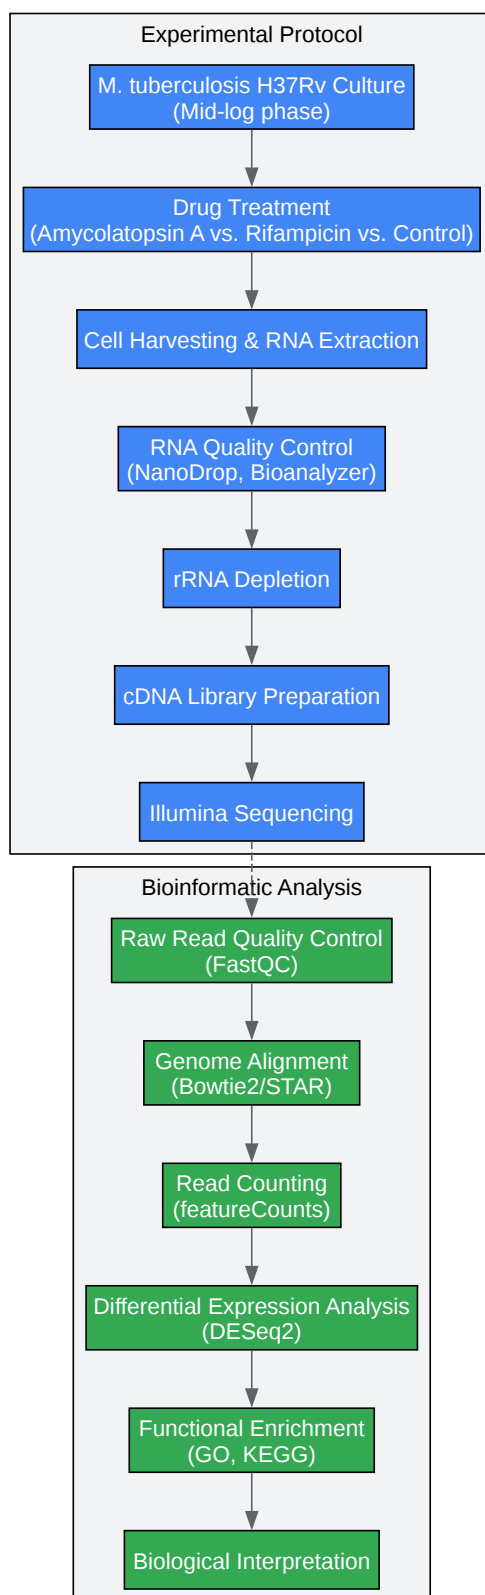 Experimental Protocol
M. tuberculosis H37Rv Culture
(Mid-log phase)
Drug Treatment
(Amycolatopsin A vs. Rifampicin vs. Control)
Cell Harvesting & RNA Extraction
RNA Quality Control
(NanoDrop, Bioanalyzer)
rRNA Depletion
cDNA Library Preparation
Illumina Sequencing
Bioinformatic Analysis
Raw Read Quality Control
(FastQC)
Genome Alignment
(Bowtie2/STAR)
Read Counting
(featureCounts)
Differential Expression Analysis
(DESeq2)
Functional Enrichment
(GO, KEGG)
Biological Interpretation